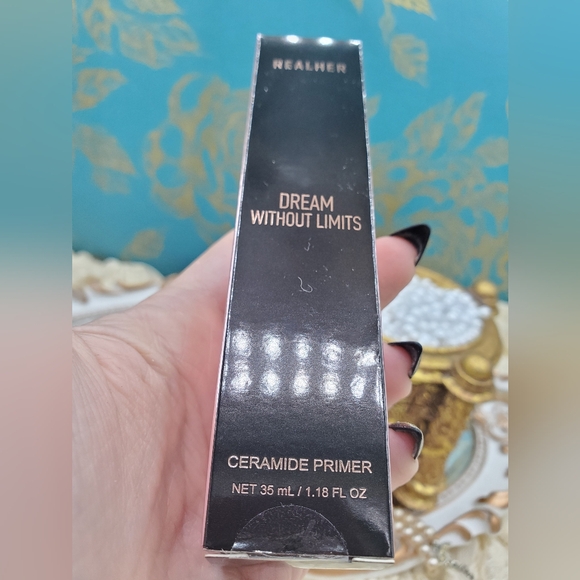 REALHER
DREAM
WITHOUT LIMITS
CERAMIDE PRIMER
NET 35 mL / 1.18 FL OZ